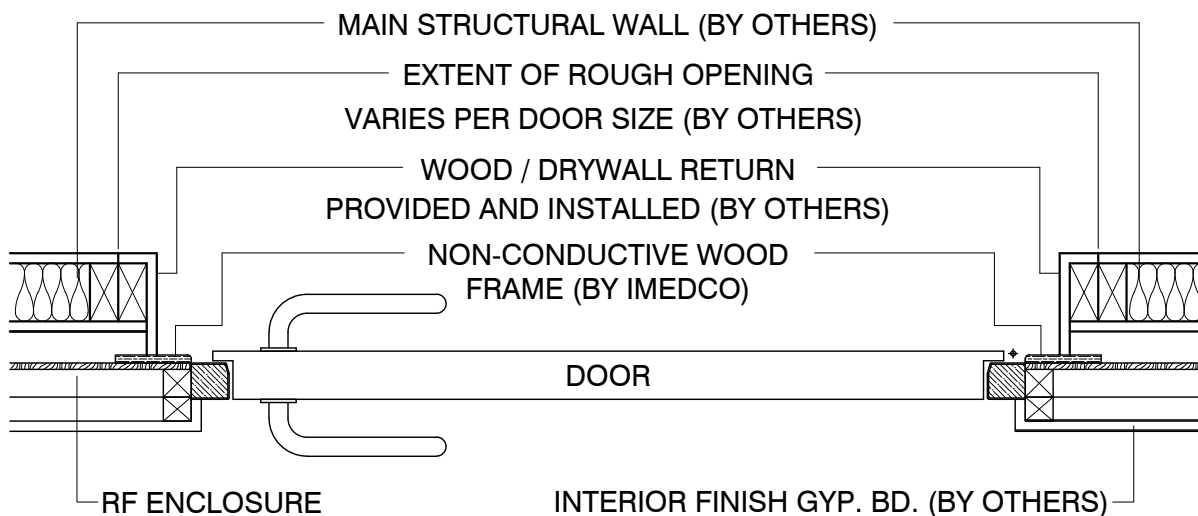 MAIN STRUCTURAL WALL (BY OTHERS)
EXTENT OF ROUGH OPENING
VARIES PER DOOR SIZE (BY OTHERS)
WOOD / DRYWALL RETURN
PROVIDED AND INSTALLED (BY OTHERS)
NON-CONDUCTIVE WOOD
FRAME (BY IMEDCO)
DOOR
RF ENCLOSURE
INTERIOR FINISH GYP. BD. (BY OTHERS)